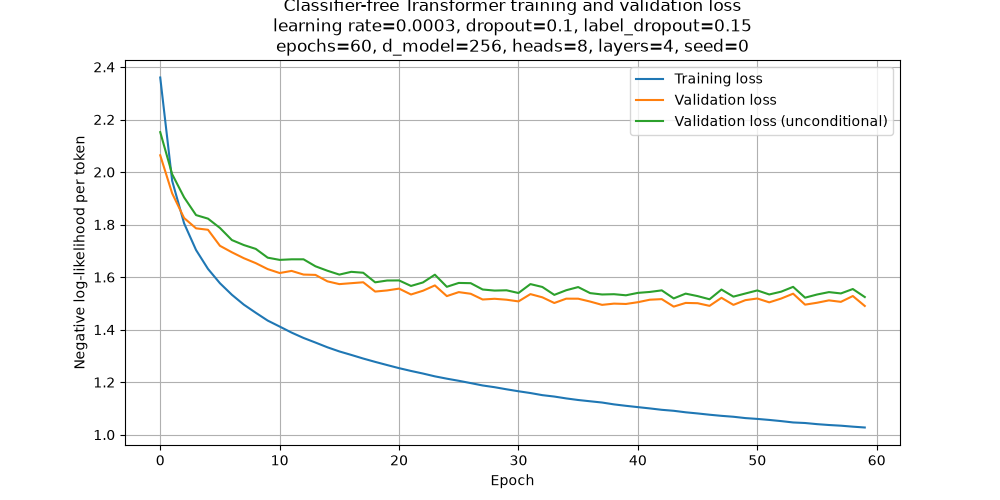 Classifier-free Transformer training and validation loss
learning rate=0.0003, dropout=0.1, label_dropout=0.15
epochs=60, d_model=256, heads=8, layers=4, seed=0
Training loss
Validation loss
Validation loss (unconditional)
Negative log-likelihood per token
2.4
2.2
2.0
1.8
1.6
1.4
1.2
1.0
0 10 20 30 40 50 60
Epoch